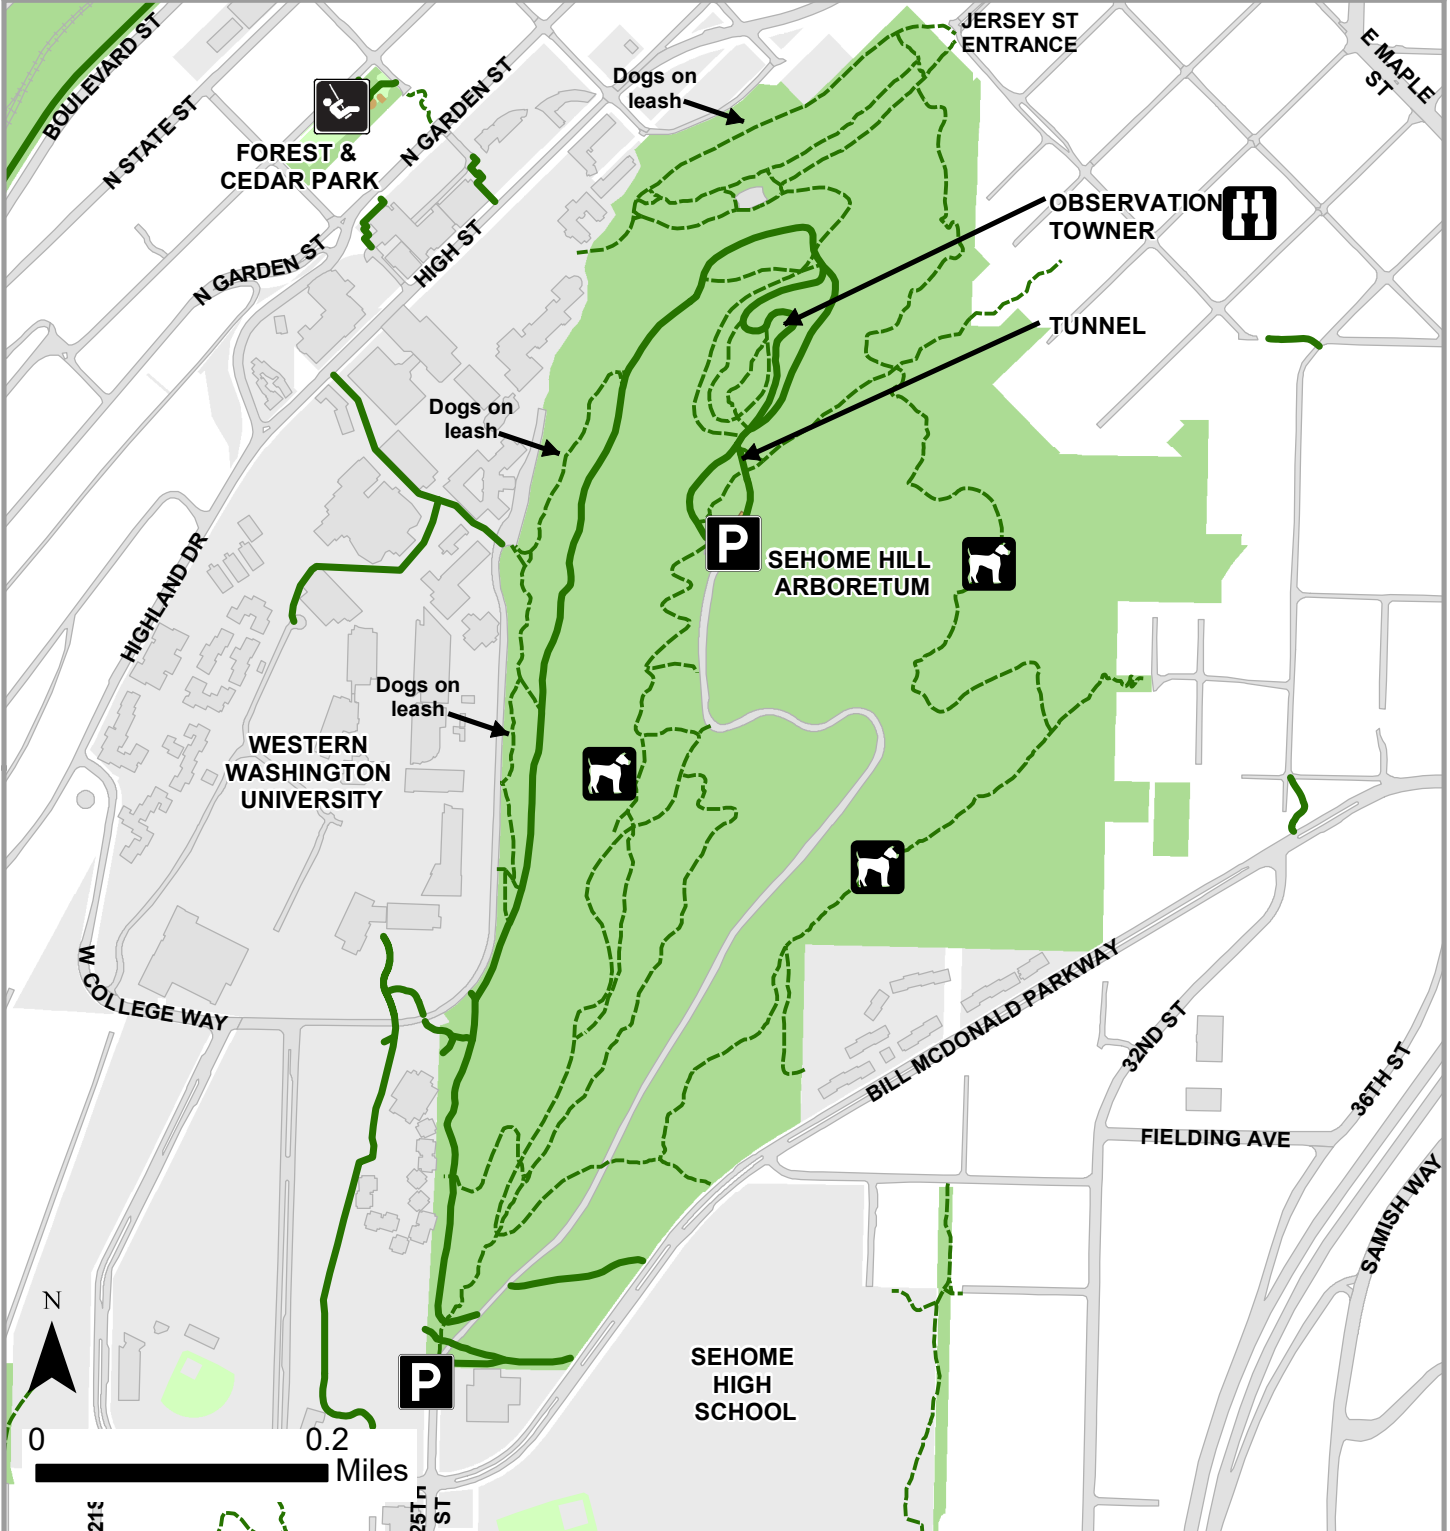 JERSEY ST
ENTRANCE
E MAPLE
ST
BOULEVARD ST
N STATE ST
N GARDEN ST
Dogs on
leash
FOREST &
CEDAR PARK
OBSERVATION
TOWNER
HIGH ST
N GARDEN ST
TUNNEL
Dogs on
leash
P
SEHOME HILL
ARBORETUM
HIGHLAND DR
Dogs on
leash
WESTERN
WASHINGTON
UNIVERSITY
W COLLEGE WAY
BILL MCDONALD PARKWAY
32ND ST
36TH ST
FIELDING AVE
SAMISH WAY
N
SEHOME
HIGH
SCHOOL
P
0 0.2
Miles
21S
25TH
ST